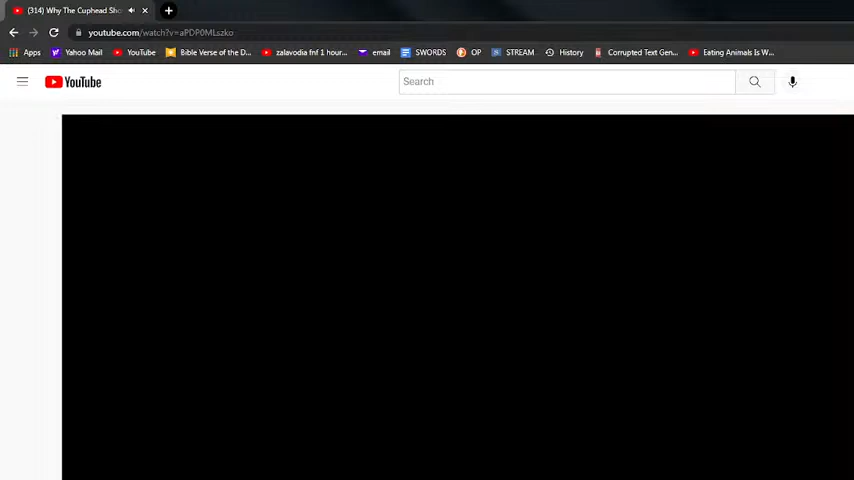 (314) Why The Cuphead Sho
youtube.com/watch?v=aPDP0MLszko
Apps Yahoo Mail YouTube Bible Verse of the D... zalavodia fnf 1 hour... email SWORDS OP STREAM History Corrupted Text Gen... Eating Animals Is W...
YouTube
Search